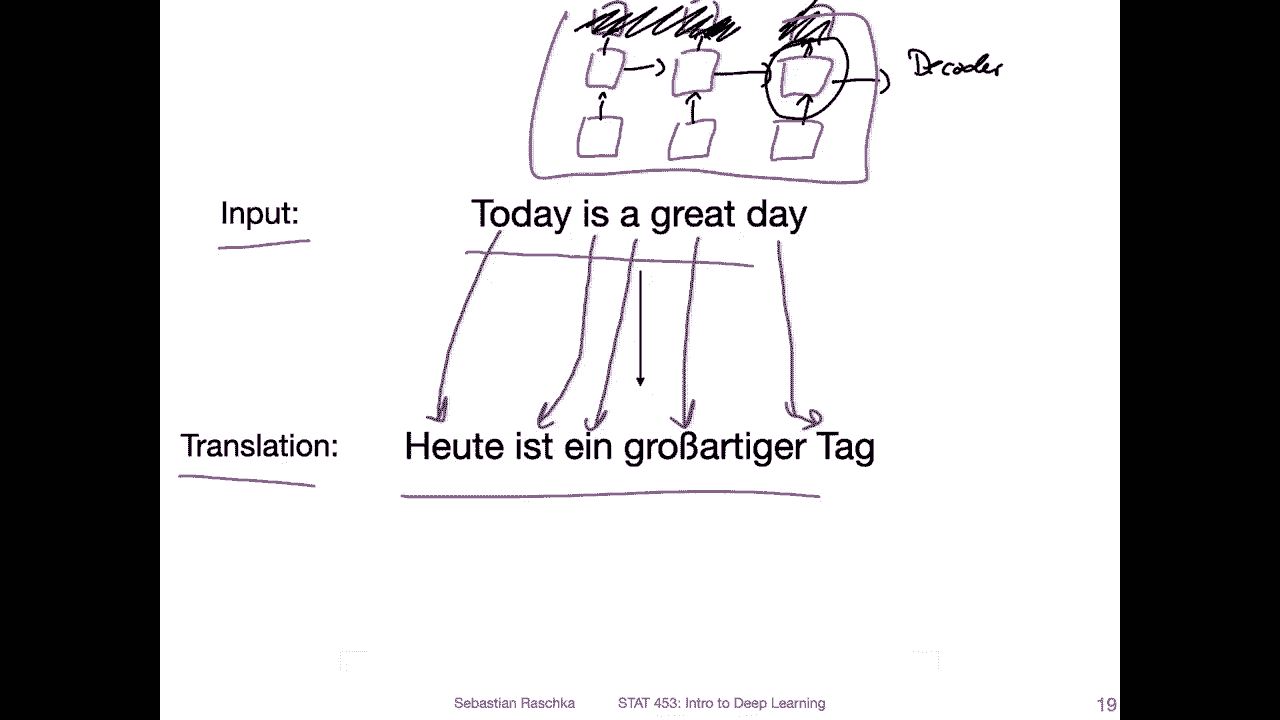 Decoder
Input: Today is a great day
Translation: Heute ist ein großartiger Tag
Sebastian Raschka STAT 453: Intro to Deep Learning 19